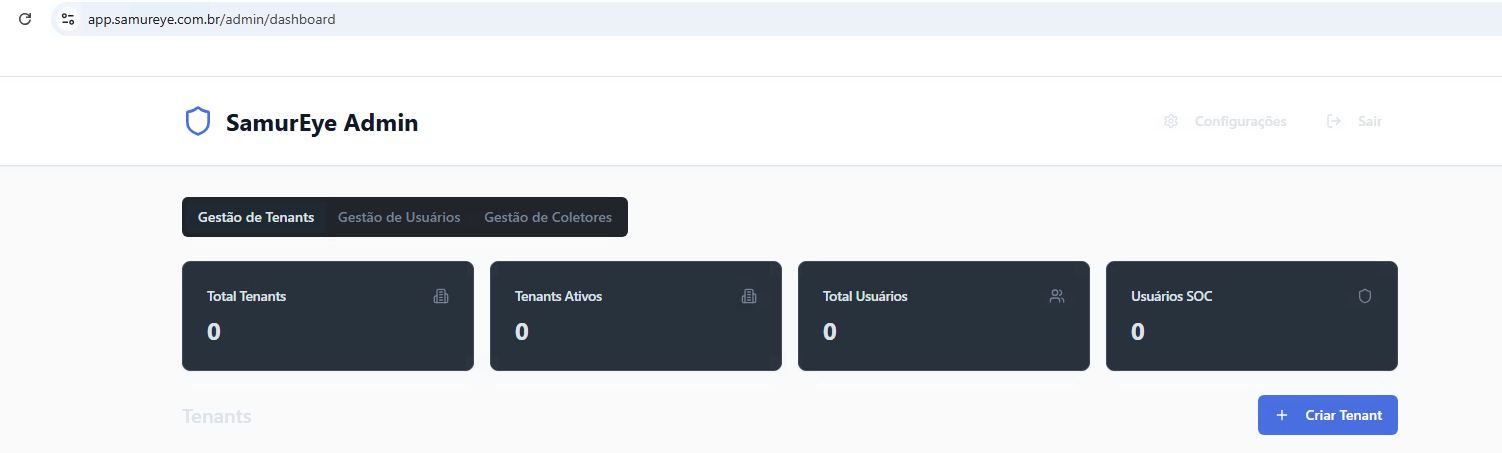 app.samureye.com.br/admin/dashboard
SamurEye Admin
Configurações
Sair
Gestão de Tenants
Gestão de Usuários
Gestão de Coletores
Total Tenants
0
Tenants Ativos
0
Total Usuários
0
Usuários SOC
0
Tenants
Criar Tenant